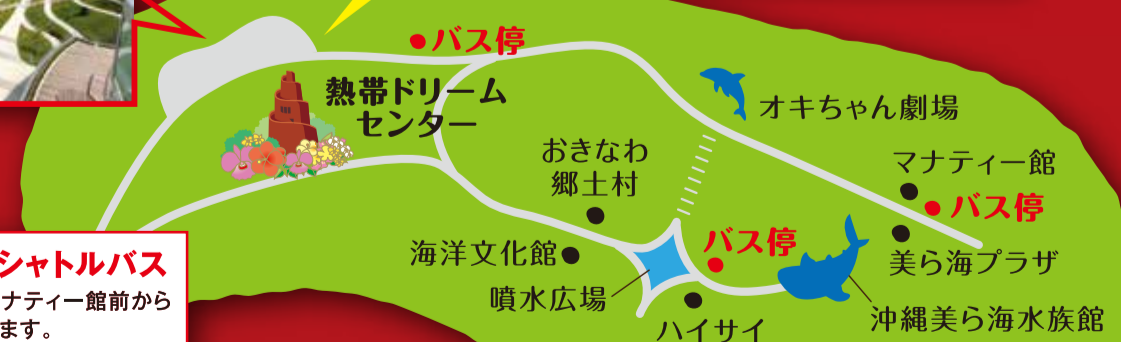 バス停
熱帯ドリーム
センター
オキちゃん劇場
おきなわ
郷土村
マナティー館
バス停
バス停
海洋文化館
美ら海プラザ
噴水広場
ハイサイ
沖縄美ら海水族館
シャトルバス
ナティー館前から
ます。